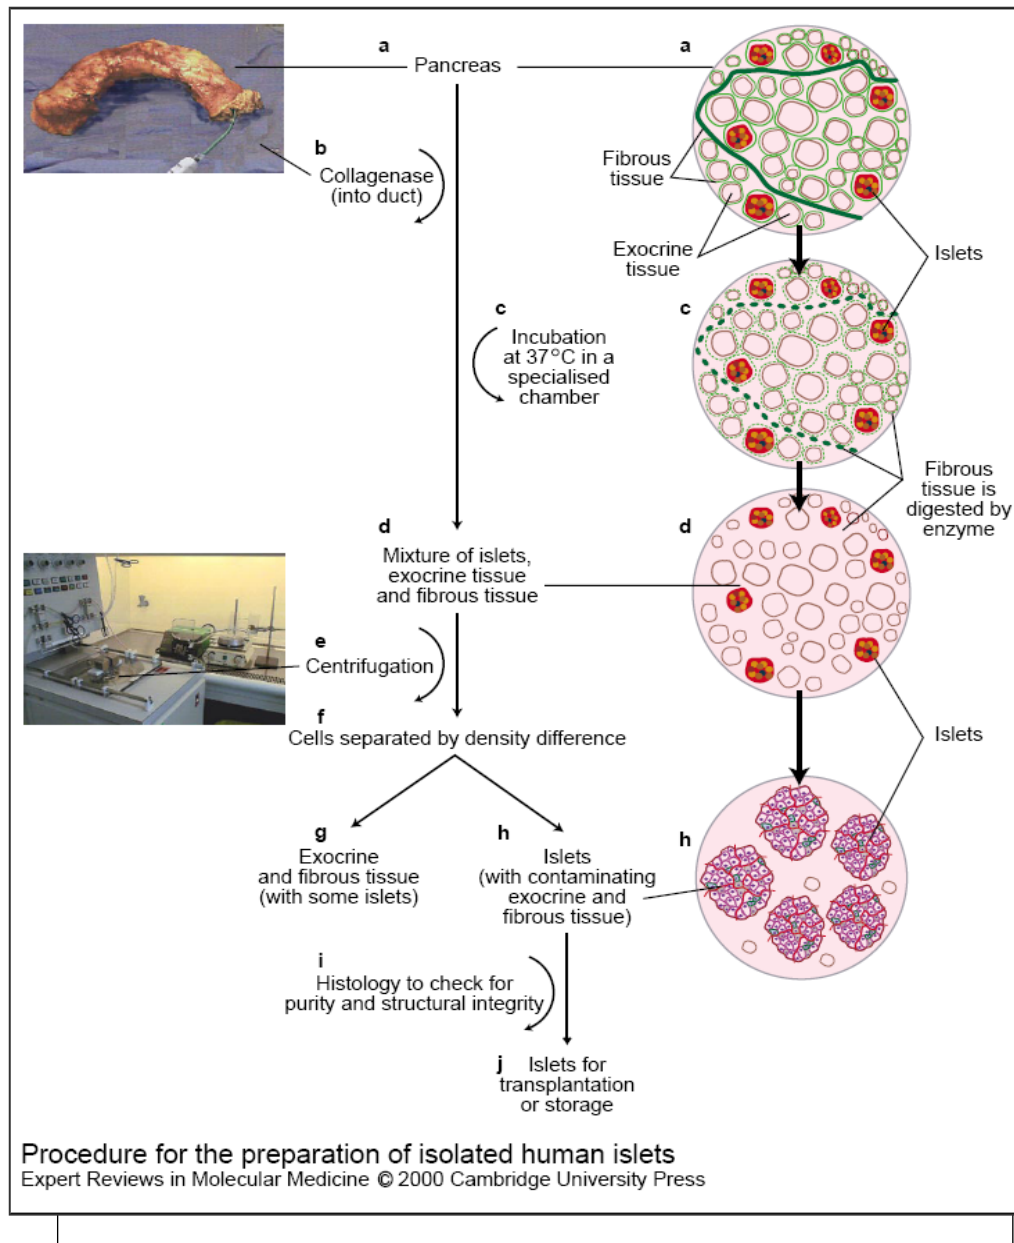 a
Pancreas
a
b
Collagenase
(into duct)
Fibrous
tissue
Exocrine
tissue
Islets
c
Incubation
at 37°C in a
specialised
chamber
c
Fibrous
tissue is
digested by
enzyme
d
Mixture of islets,
exocrine tissue
and fibrous tissue
d
e
Centrifugation
f
Cells separated by density difference
Islets
g
Exocrine
and fibrous tissue
(with some islets)
h
Islets
(with contaminating
exocrine and
fibrous tissue)
h
i
Histology to check for
purity and structural integrity
j
Islets for
transplantation
or storage
Procedure for the preparation of isolated human islets
Expert Reviews in Molecular Medicine © 2000 Cambridge University Press